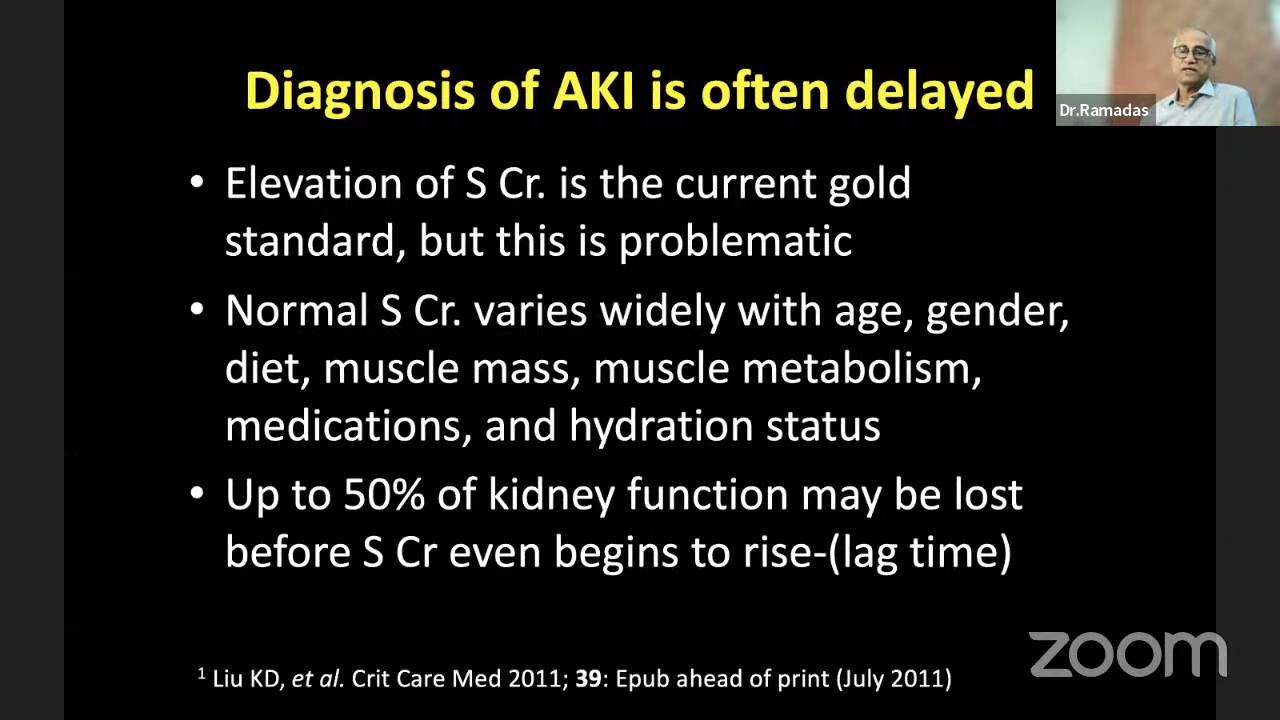 Diagnosis of AKI is often delayed
Dr.Ramadas
• Elevation of S Cr. is the current gold
standard, but this is problematic
• Normal S Cr. varies widely with age, gender,
diet, muscle mass, muscle metabolism,
medications, and hydration status
• Up to 50% of kidney function may be lost
before S Cr even begins to rise-(lag time)
zoom
¹ Liu KD, et al. Crit Care Med 2011; 39: Epub ahead of print (July 2011)